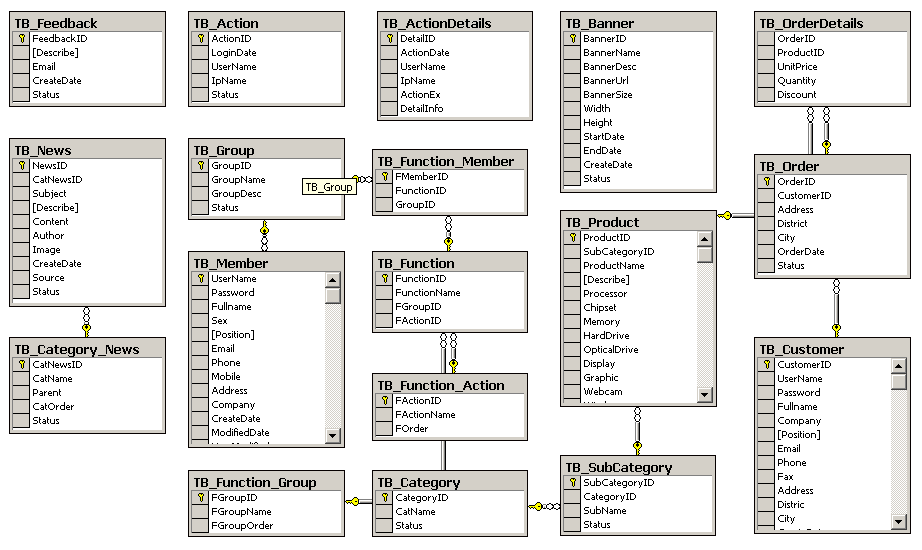 TB_Feedback
FeedbackID
[Describe]
Email
CreateDate
Status
TB_Action
ActionID
LoginDate
UserName
IpName
Status
TB_ActionDetails
DetailID
ActionDate
UserName
IpName
ActionEx
DetailInfo
TB_Banner
BannerID
BannerName
BannerDesc
BannerUrl
BannerSize
Width
Height
StartDate
EndDate
CreateDate
Status
TB_OrderDetails
OrderID
ProductID
UnitPrice
Quantity
Discount
TB_News
NewsID
CatNewsID
Subject
[Describe]
Content
Author
Image
CreateDate
Source
Status
TB_Group
GroupID
GroupName
GroupDesc
Status
TB_Group
TB_Function_Member
FMemberID
FunctionID
GroupID
TB_Order
OrderID
CustomerID
Address
District
City
OrderDate
Status
TB_Product
ProductID
SubCategoryID
ProductName
[Describe]
Processor
Chipset
Memory
HardDrive
OpticalDrive
Display
Graphic
Webcam
TB_Member
UserName
Password
Fullname
Sex
[Position]
Email
Phone
Mobile
Address
Company
CreateDate
ModifiedDate
TB_Function
FunctionID
FunctionName
FGroupID
FActionID
TB_Category_News
CatNewsID
CatName
Parent
CatOrder
Status
TB_Function_Action
FActionID
FActionName
FOrder
TB_Customer
CustomerID
UserName
Password
Fullname
Company
[Position]
Email
Phone
Fax
Address
Distric
City
TB_Function_Group
FGroupID
FGroupName
FGroupOrder
TB_Category
CategoryID
CatName
Status
TB_SubCategory
SubCategoryID
CategoryID
SubName
Status